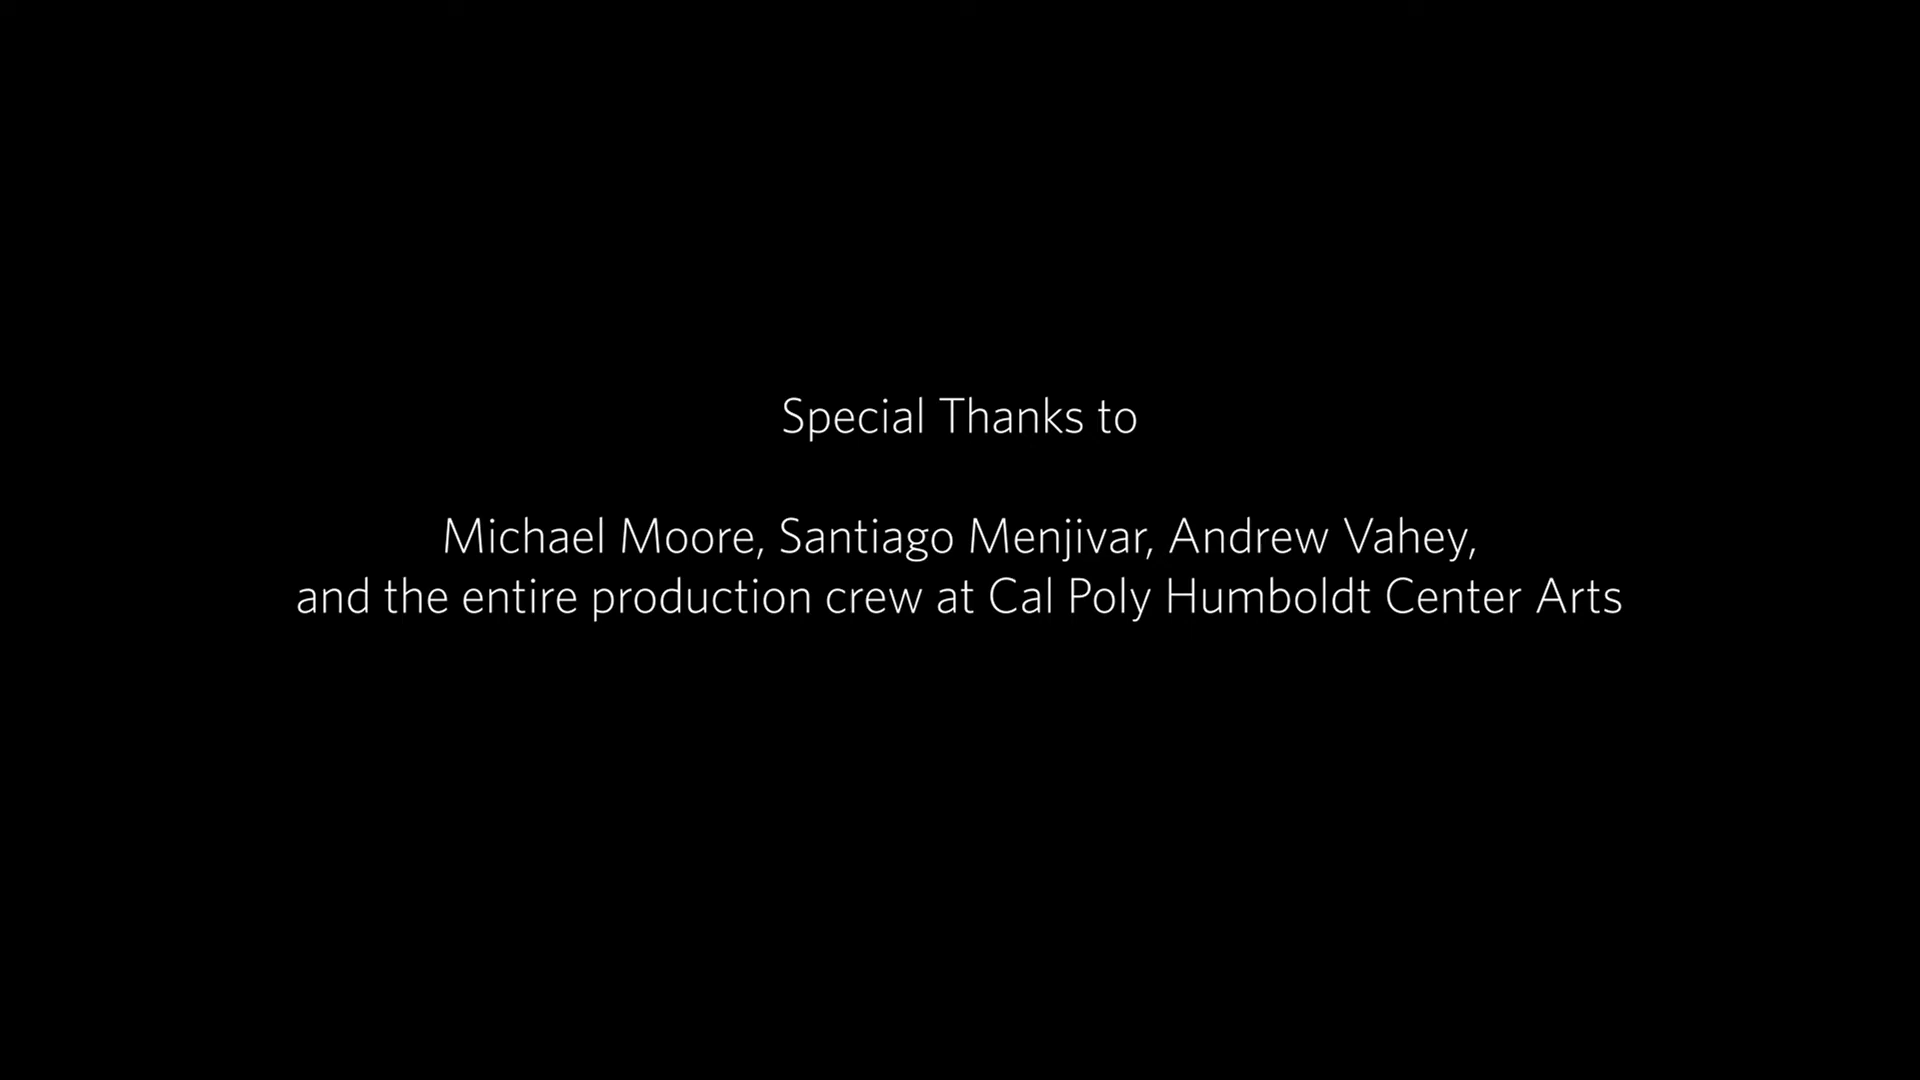 Special Thanks to
Michael Moore, Santiago Menjivar, Andrew Vahey,
and the entire production crew at Cal Poly Humboldt Center Arts